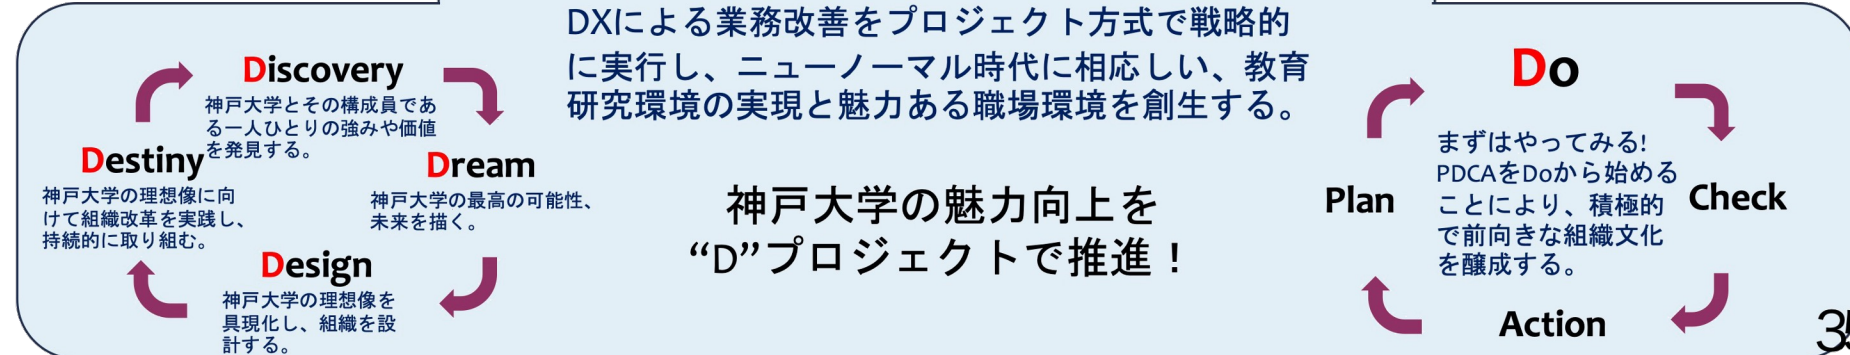 DXによる業務改善をプロジェクト方式で戦略的
に実行し、ニューノーマル時代に相応しい、教育
研究環境の実現と魅力ある職場環境を創生する。
Discovery
神戸大学とその構成員であ
る一人ひとりの強みや価値
を発見する。
Dream
神戸大学の最高の可能性、
未来を描く。
Design
神戸大学の理想像を
具現化し、組織を設
計する。
Destiny
神戸大学の理想像に向
けて組織改革を実践し、
持続的に取り組む。
神戸大学の魅力向上を
“D”プロジェクトで推進！
Do
まずはやってみる!
PDCAをDoから始める
ことにより、積極的
で前向きな組織文化
を醸成する。
Check
Action
Plan
35